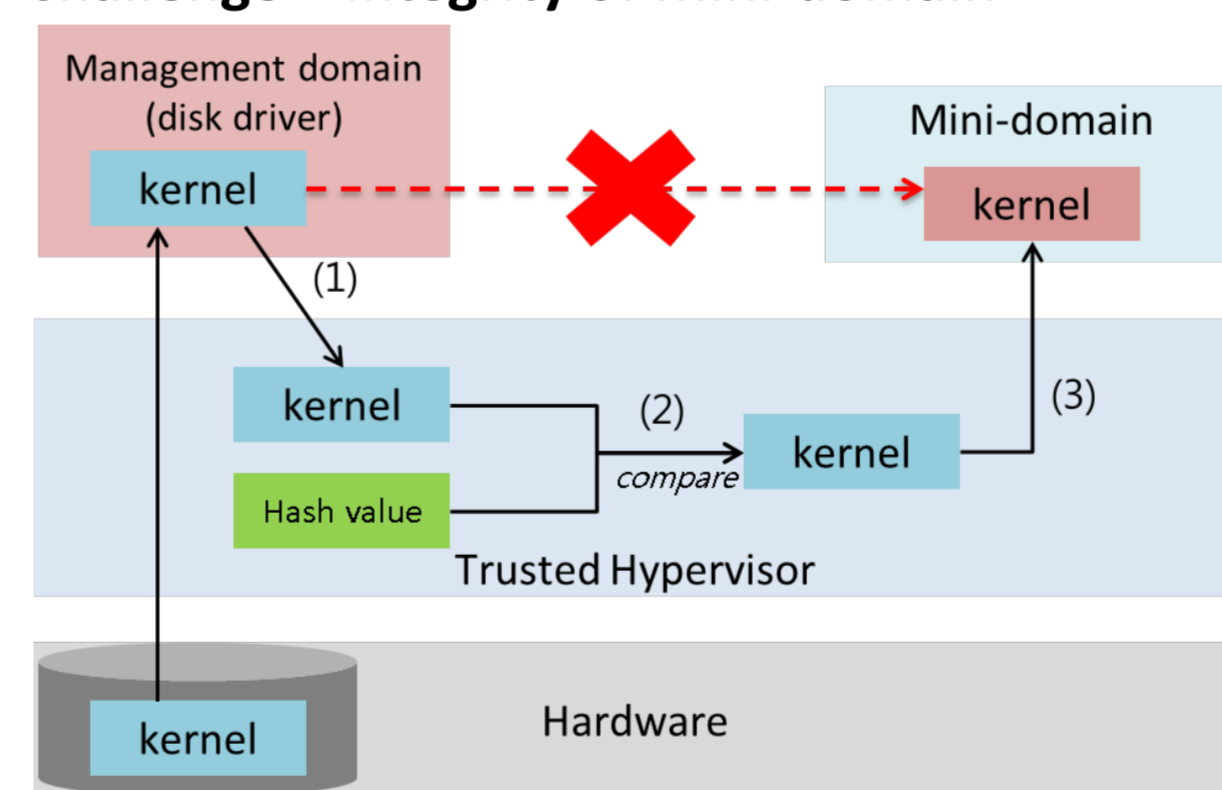 Management domain
(disk driver)
kernel
Mini-domain
kernel
(1)
kernel
(2)
compare
kernel
(3)
Hash value
Trusted Hypervisor
kernel
Hardware